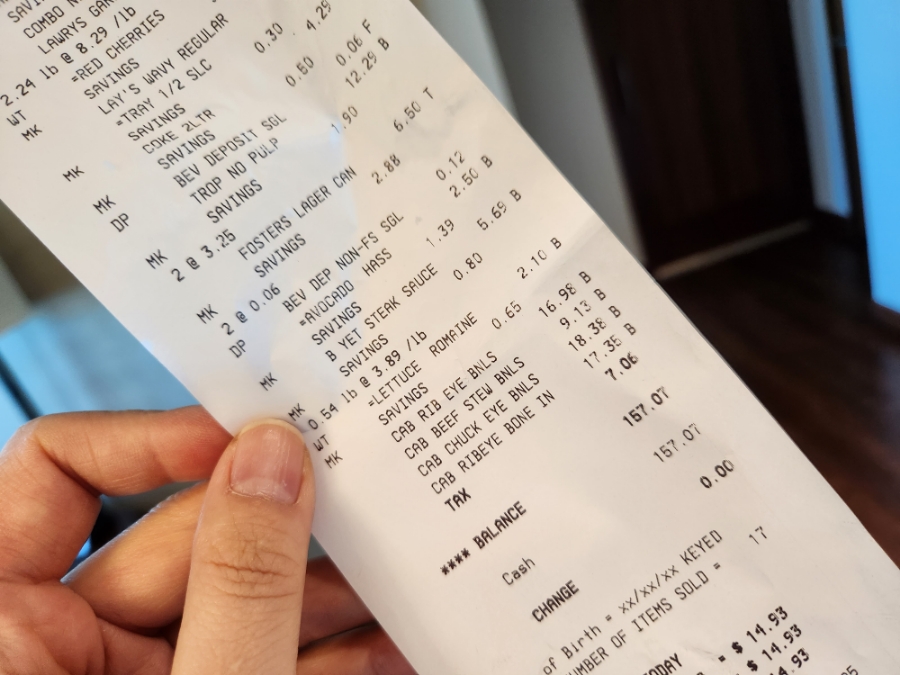 SAVI
COMBO N
LAWRYS GAR
2.24 lb @ 8.29 /lb
WT =RED CHERRIES
MK SAVINGS
LAY'S WAVY REGULAR
=TRAY 1/2 SLC
MK SAVINGS 0.30
COKE 2LTR 4.29
MK SAVINGS 0.50
DP BEV DEPOSIT SGL 0.06 F
TROP NO PULP 12.29 B
MK SAVINGS .90
2 @ 3.25
FOSTERS LAGER CAN 6.50 T
MK SAVINGS 2.88
2 @ 0.06
DP BEV DEP NON-FS SGL 0.12
=AVOCADO HASS 2.50 B
MK SAVINGS 1.39
B YET STEAK SAUCE 5.69 B
MK SAVINGS 0.80
0.54 lb @ 3.89 /lb
WT =LETTUCE ROMAINE 2.10 B
MK SAVINGS 0.65
CAB RIB EYE BNLS 16.98 B
CAB BEEF STEW BNLS 9.13 B
CAB CHUCK EYE BNLS 18.38 B
CAB RIBEYE BONE IN 17.35 B
TAX 7.06
**** BALANCE 157.07
Cash 157.07
CHANGE 0.00
of Birth = xx/xx/xx KEYED
UMBER OF ITEMS SOLD = 17
ODAY = $ 14.93
$ 14.93
14.93